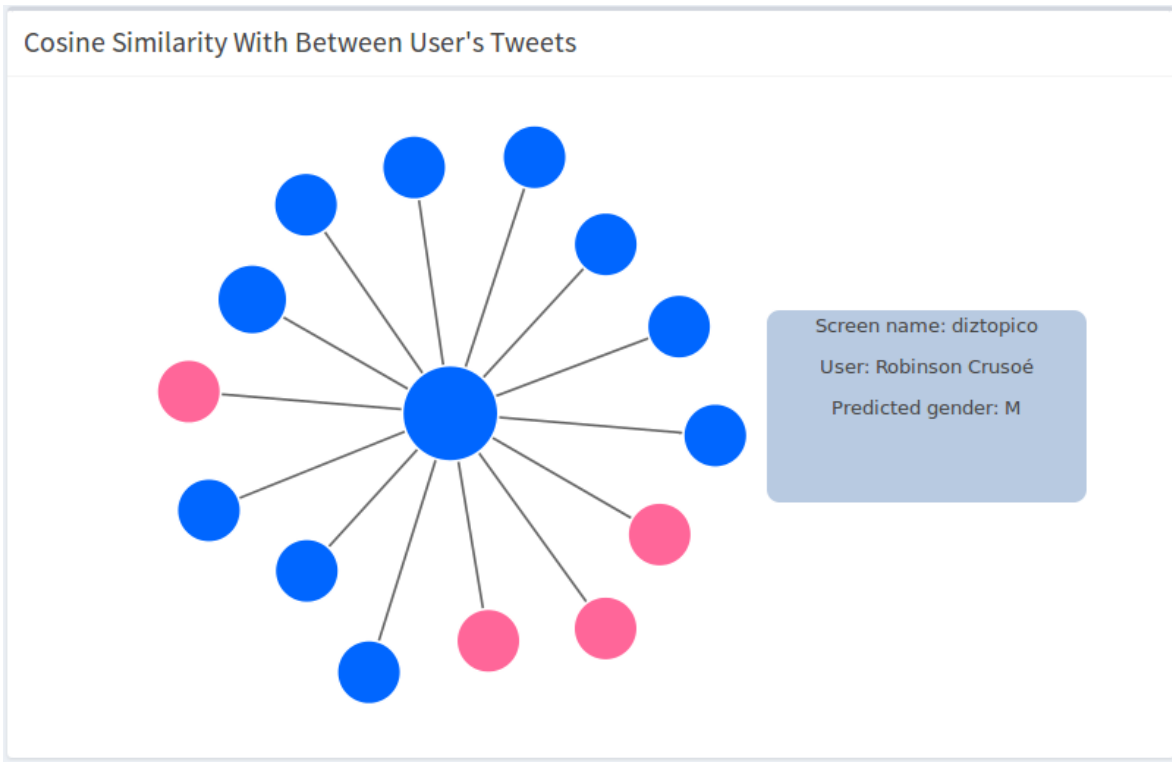 Cosine Similarity With Between User's Tweets
Screen name: diztopico
User: Robinson Crusoé
Predicted gender: M